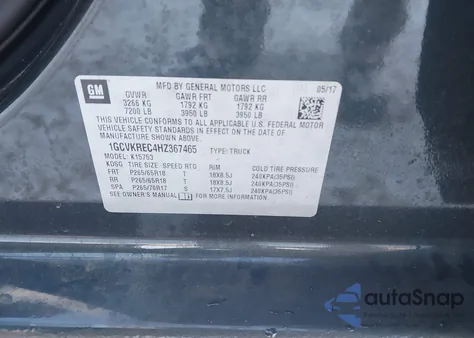 GM
MFD BY GENERAL MOTORS LLC
05/17
GVWR GAWR FRT GAWR RR
3266 KG 1792 KG 1792 KG
7200 LB 3950 LB 3950 LB
THIS VEHICLE CONFORMS TO ALL APPLICABLE U.S. FEDERAL MOTOR
VEHICLE SAFETY STANDARDS IN EFFECT ON THE DATE OF
MANUFACTURE SHOWN ABOVE.
1GCVKREC4HZ367465 TYPE: TRUCK
MODEL: K15753
KDSG TIRE SIZE SPEED RTG RIM COLD TIRE PRESSURE
FRT P265/65R18 T 18X8.5J 240KPA(35PSI)
RR P265/65R18 T 18X8.5J 240KPA(35PSI)
SPA P265/70R17 S 17X7.5J 240KPA(35PSI)
SEE OWNER'S MANUAL FOR MORE INFORMATION.
autoSnap